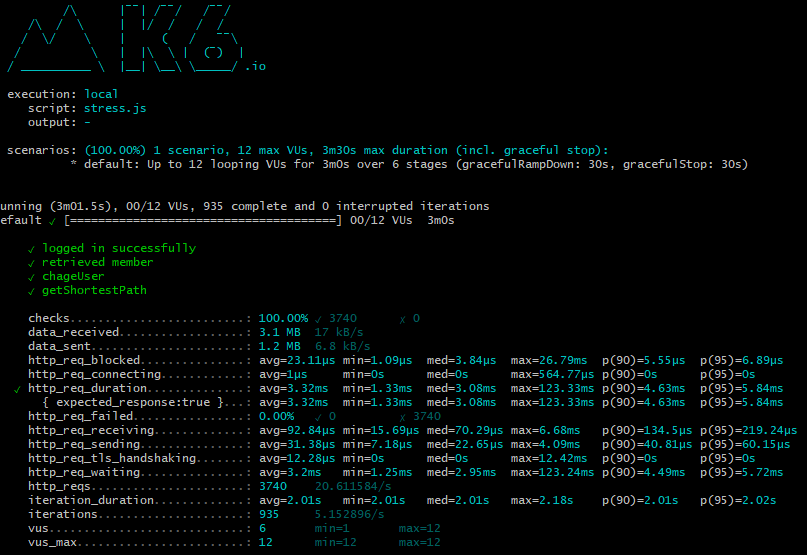 .io
execution: local
script: stress.js
output: -
scenarios: (100.00%) 1 scenario, 12 max VUs, 3m30s max duration (incl. graceful stop):
* default: Up to 12 looping VUs for 3m0s over 6 stages (gracefulRampDown: 30s, gracefulStop: 30s)
unning (3m01.5s), 00/12 VUs, 935 complete and 0 interrupted iterations
efault ✓ [======================================] 00/12 VUs  3m0s
✓ logged in successfully
✓ retrieved member
✓ chageUser
✓ getShortestPath
checks.........................: 100.00% ✓ 3740 ✗ 0
data_received..................: 3.1 MB 17 kB/s
data_sent......................: 1.2 MB 6.8 kB/s
http_req_blocked...............: avg=23.11µs min=1.09µs med=3.84µs max=26.79ms p(90)=5.55µs p(95)=6.89µs
http_req_connecting............: avg=1µs min=0s med=0s max=564.77µs p(90)=0s p(95)=0s
✓ http_req_duration..............: avg=3.32ms min=1.33ms med=3.08ms max=123.33ms p(90)=4.63ms p(95)=5.84ms
{ expected_response:true }...: avg=3.32ms min=1.33ms med=3.08ms max=123.33ms p(90)=4.63ms p(95)=5.84ms
http_req_failed................: 0.00% ✓ 0 ✗ 3740
http_req_receiving.............: avg=92.84µs min=15.69µs med=70.29µs max=6.68ms p(90)=134.5µs p(95)=219.24µs
http_req_sending...............: avg=31.38µs min=7.18µs med=22.65µs max=4.09ms p(90)=40.81µs p(95)=60.15µs
http_req_tls_handshaking.......: avg=12.28µs min=0s med=0s max=12.42ms p(90)=0s p(95)=0s
http_req_waiting...............: avg=3.2ms min=1.25ms med=2.95ms max=123.24ms p(90)=4.49ms p(95)=5.72ms
http_reqs......................: 3740 20.611584/s
iteration_duration.............: avg=2.01s min=2.01s med=2.01s max=2.18s p(90)=2.01s p(95)=2.02s
iterations.....................: 935 5.152896/s
vus............................: 6 min=1 max=12
vus_max........................: 12 min=12 max=12